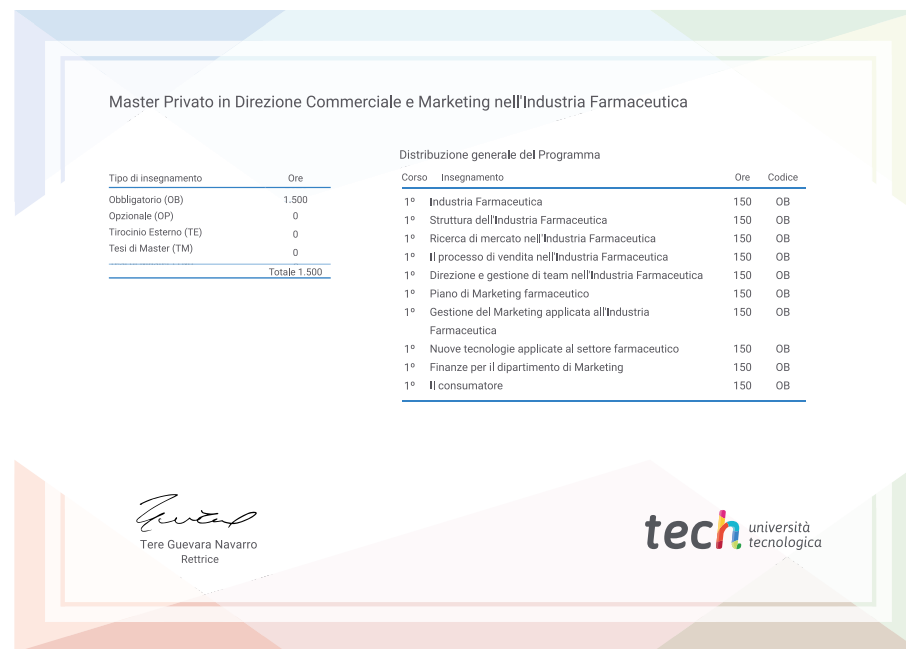 Master Privato in Direzione Commerciale e Marketing nell'Industria Farmaceutica
Tipo di insegnamento Ore
Obbligatorio (OB) 1.500
Opzionale (OP) 0
Tirocinio Esterno (TE) 0
Tesi di Master (TM) 0
Totale 1.500
Distribuzione generale del Programma
Corso Insegnamento Ore Codice
1º Industria Farmaceutica 150 OB
1º Struttura dell'Industria Farmaceutica 150 OB
1º Ricerca di mercato nell'Industria Farmaceutica 150 OB
1º Il processo di vendita nell'Industria Farmaceutica 150 OB
1º Direzione e gestione di team nell'Industria Farmaceutica 150 OB
1º Piano di Marketing farmaceutico 150 OB
1º Gestione del Marketing applicata all'Industria 150 OB
Farmaceutica
1º Nuove tecnologie applicate al settore farmaceutico 150 OB
1º Finanze per il dipartimento di Marketing 150 OB
1º Il consumatore 150 OB
Tere Guevara Navarro
Rettrice
tech università
tecnologica